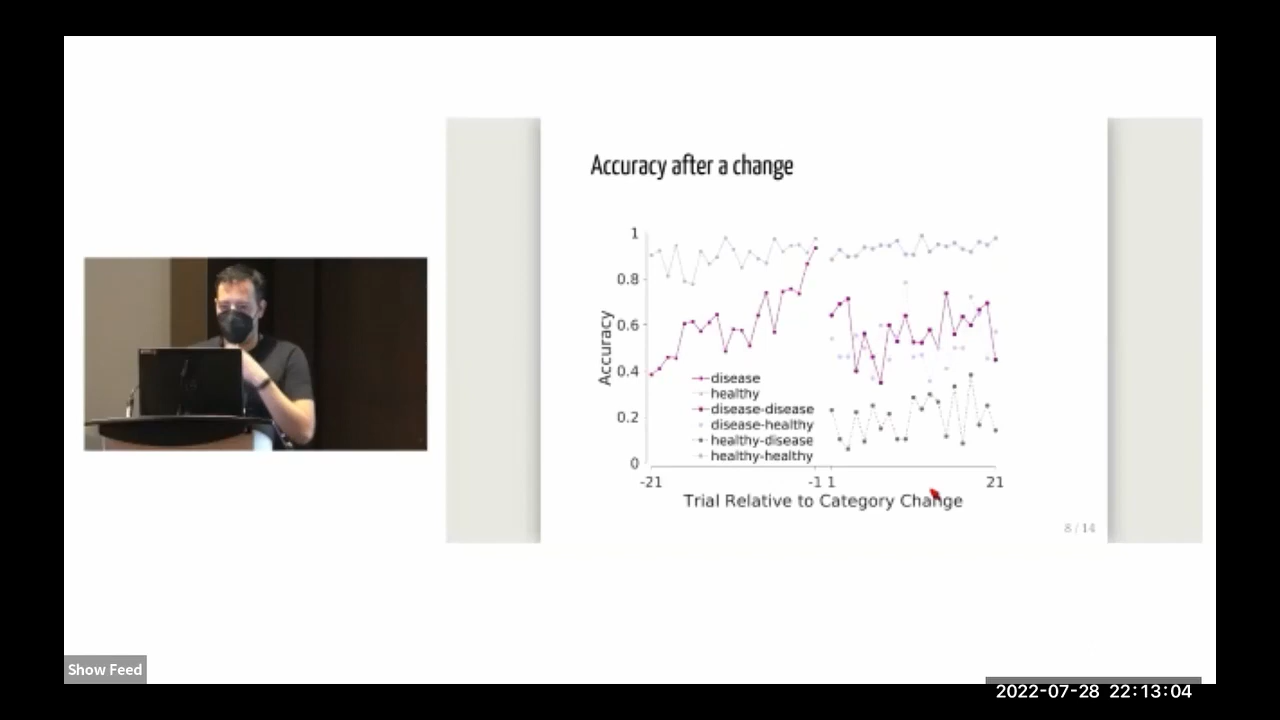 Accuracy after a change
1
0.8
0.6
0.4
0.2
0
Accuracy
disease
healthy
disease-disease
disease-healthy
healthy-disease
healthy-healthy
-21
-1 1
21
Trial Relative to Category Change
8 / 14
Show Feed
2022-07-28 22:13:04